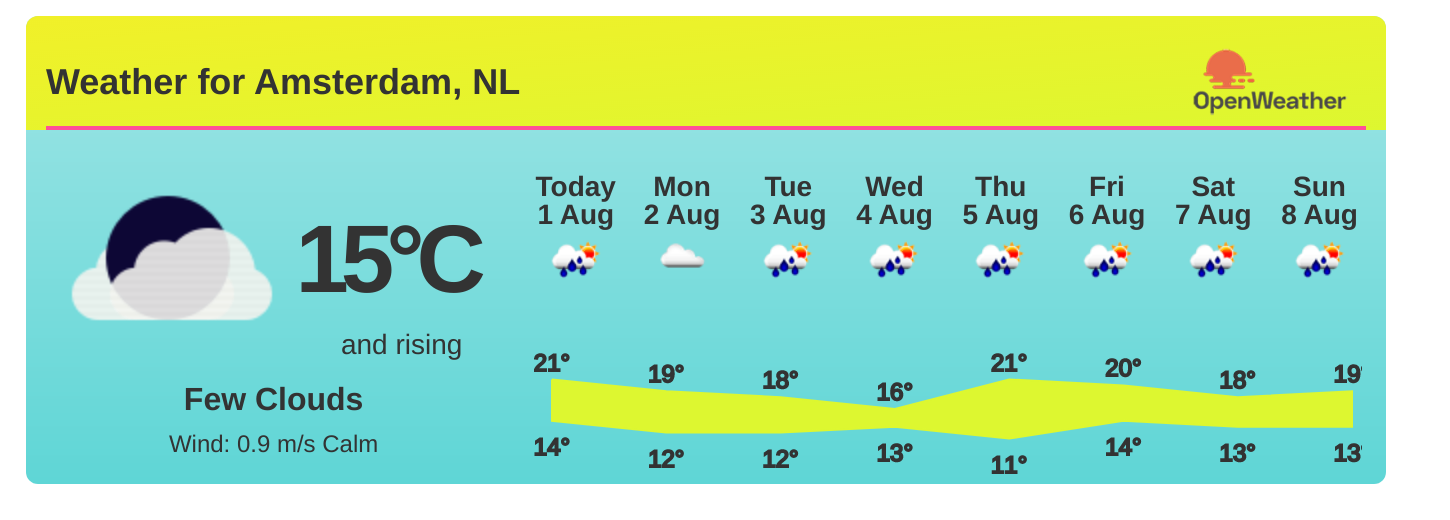 Weather for Amsterdam, NL
OpenWeather
15°C
and rising
Few Clouds
Wind: 0.9 m/s Calm
Today Mon Tue Wed Thu Fri Sat Sun
1 Aug 2 Aug 3 Aug 4 Aug 5 Aug 6 Aug 7 Aug 8 Aug
21° 19° 18° 16° 21° 20° 18° 19
14° 12° 12° 13° 11° 14° 13° 13